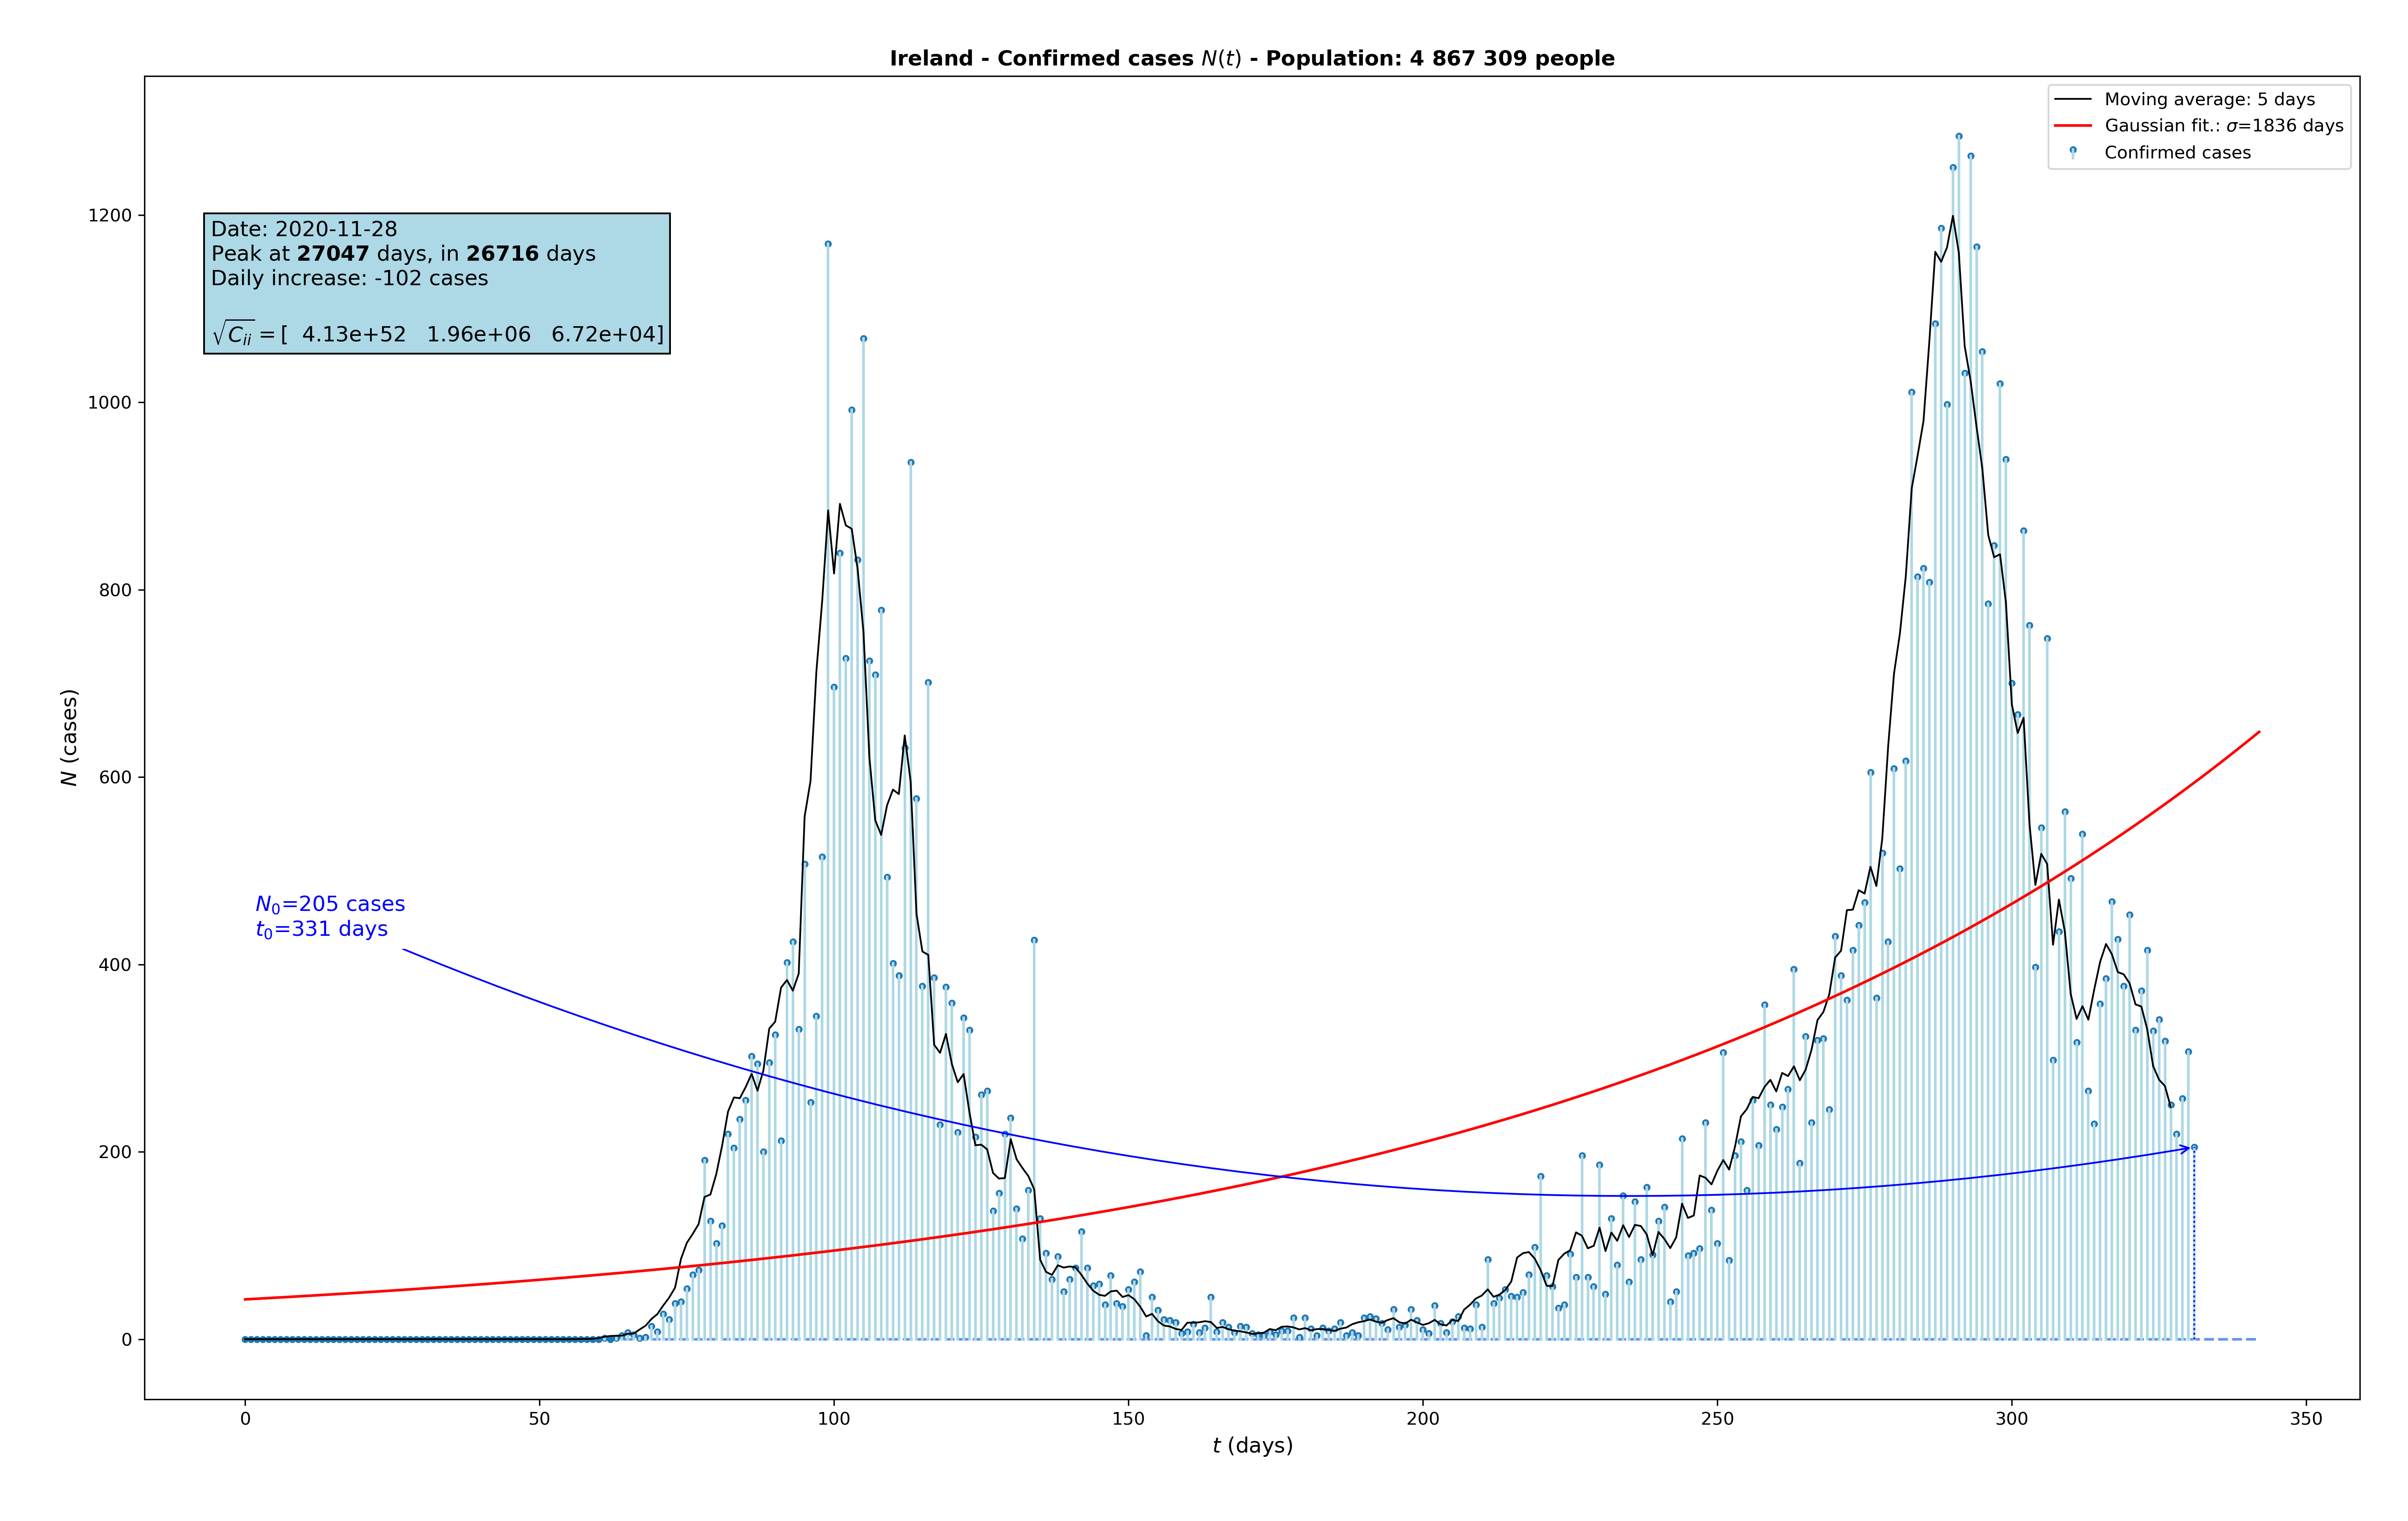 Ireland - Confirmed cases N(t) - Population: 4 867 309 people
Moving average: 5 days
Gaussian fit.: σ=1836 days
Confirmed cases
Date: 2020-11-28
Peak at 27047 days, in 26716 days
Daily increase: -102 cases
√Cii = [ 4.13e+52 1.96e+06 6.72e+04]
N0=205 cases
t0=331 days
N (cases)
1200
1000
800
600
400
200
0
0 50 100 150 200 250 300 350
t (days)